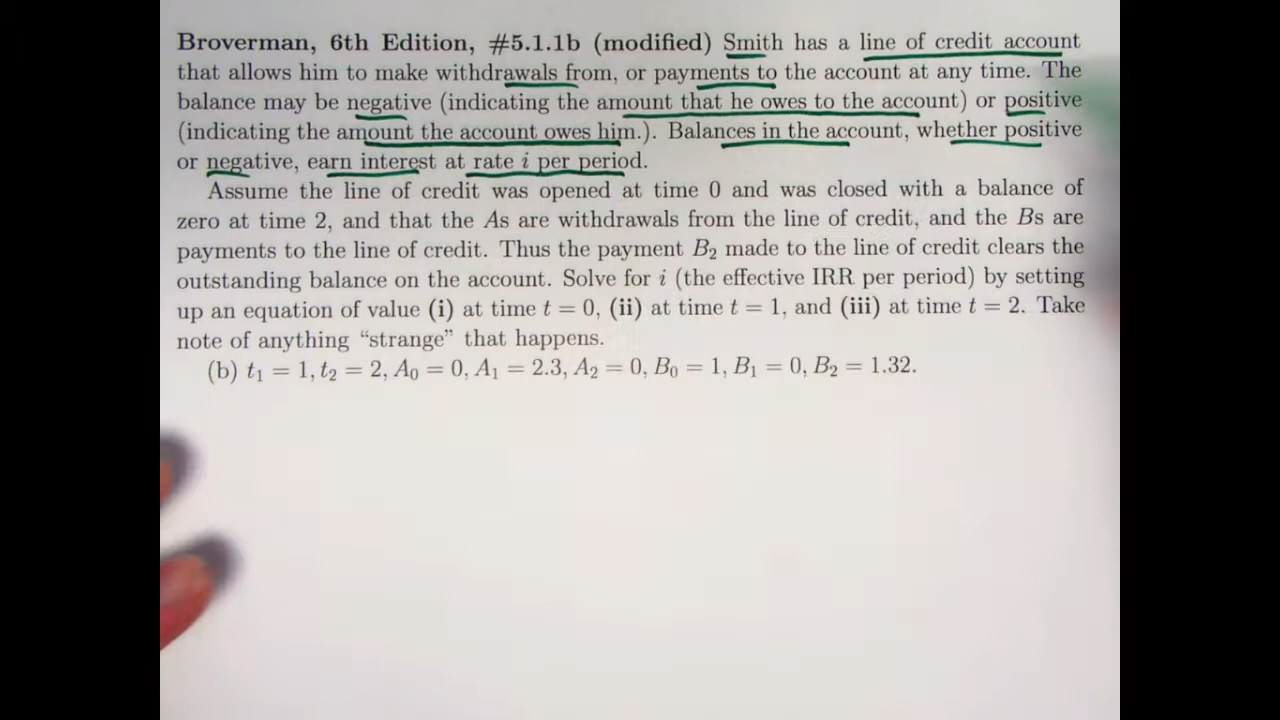 Broverman, 6th Edition, #5.1.1b (modified) Smith has a line of credit account
that allows him to make withdrawals from, or payments to the account at any time. The
balance may be negative (indicating the amount that he owes to the account) or positive
(indicating the amount the account owes him.). Balances in the account, whether positive
or negative, earn interest at rate i per period.
Assume the line of credit was opened at time 0 and was closed with a balance of
zero at time 2, and that the As are withdrawals from the line of credit, and the Bs are
payments to the line of credit. Thus the payment B₂ made to the line of credit clears the
outstanding balance on the account. Solve for i (the effective IRR per period) by setting
up an equation of value (i) at time t = 0, (ii) at time t = 1, and (iii) at time t = 2. Take
note of anything “strange” that happens.
(b) t₁ = 1, t₂ = 2, A₀ = 0, A₁ = 2.3, A₂ = 0, B₀ = 1, B₁ = 0, B₂ = 1.32.